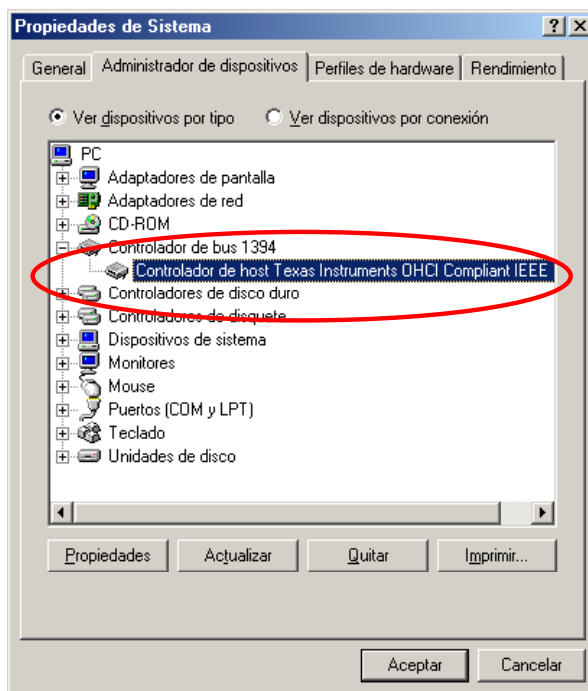 Propiedades de Sistema
General Administrador de dispositivos Perfiles de hardware Rendimiento
Ver dispositivos por tipo Ver dispositivos por conexión
PC
Adaptadores de pantalla
Adaptadores de red
CD-ROM
Controlador de bus 1394
Controlador de host Texas Instruments OHCI Compliant IEEE
Controladores de disco duro
Controladores de disquete
Dispositivos de sistema
Monitores
Mouse
Puertos (COM y LPT)
Teclado
Unidades de disco
Propiedades Actualizar Quitar Imprimir...
Aceptar Cancelar